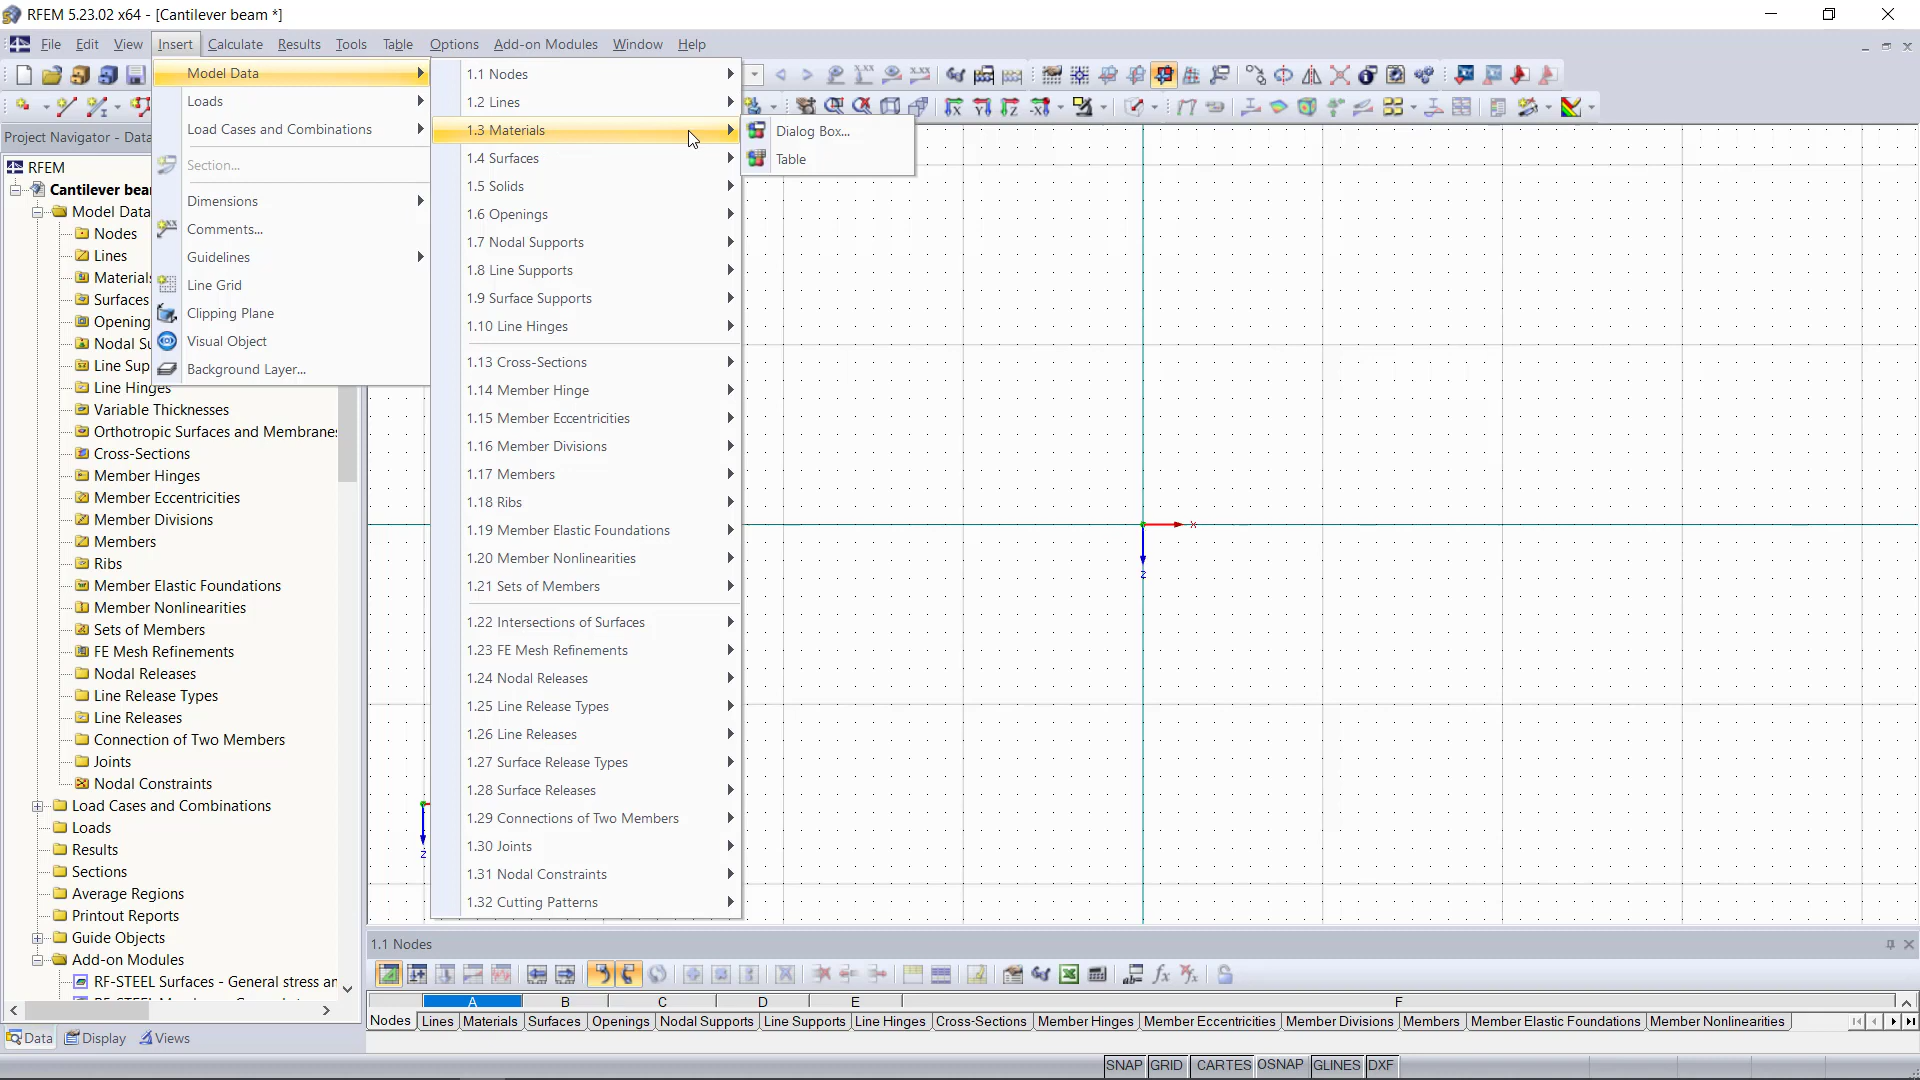 RFEM 5.23.02 x64 - [Cantilever beam *]
File Edit View Insert Calculate Results Tools Table Options Add-on Modules Window Help
Project Navigator - Data
RFEM
Cantilever bea
Model Data
Nodes
Lines
Materials
Surfaces
Opening
Nodal Su
Line Sup
Line Hinges
Variable Thicknesses
Orthotropic Surfaces and Membranes
Cross-Sections
Member Hinges
Member Eccentricities
Member Divisions
Members
Ribs
Member Elastic Foundations
Member Nonlinearities
Sets of Members
FE Mesh Refinements
Nodal Releases
Line Release Types
Line Releases
Connection of Two Members
Joints
Nodal Constraints
Load Cases and Combinations
Loads
Results
Sections
Average Regions
Printout Reports
Guide Objects
Add-on Modules
RF-STEEL Surfaces - General stress an
Data Display Views
Model Data
Loads
Load Cases and Combinations
Section...
Dimensions
Comments...
Guidelines
Line Grid
Clipping Plane
Visual Object
Background Layer...
1.1 Nodes
1.2 Lines
1.3 Materials
1.4 Surfaces
1.5 Solids
1.6 Openings
1.7 Nodal Supports
1.8 Line Supports
1.9 Surface Supports
1.10 Line Hinges
1.13 Cross-Sections
1.14 Member Hinge
1.15 Member Eccentricities
1.16 Member Divisions
1.17 Members
1.18 Ribs
1.19 Member Elastic Foundations
1.20 Member Nonlinearities
1.21 Sets of Members
1.22 Intersections of Surfaces
1.23 FE Mesh Refinements
1.24 Nodal Releases
1.25 Line Release Types
1.26 Line Releases
1.27 Surface Release Types
1.28 Surface Releases
1.29 Connections of Two Members
1.30 Joints
1.31 Nodal Constraints
1.32 Cutting Patterns
Dialog Box...
Table
x
z
z
1.1 Nodes
A B C D E F
Nodes Lines Materials Surfaces Openings Nodal Supports Line Supports Line Hinges Cross-Sections Member Hinges Member Eccentricities Member Divisions Members Member Elastic Foundations Member Nonlinearities
SNAP GRID CARTES OSNAP GLINES DXF